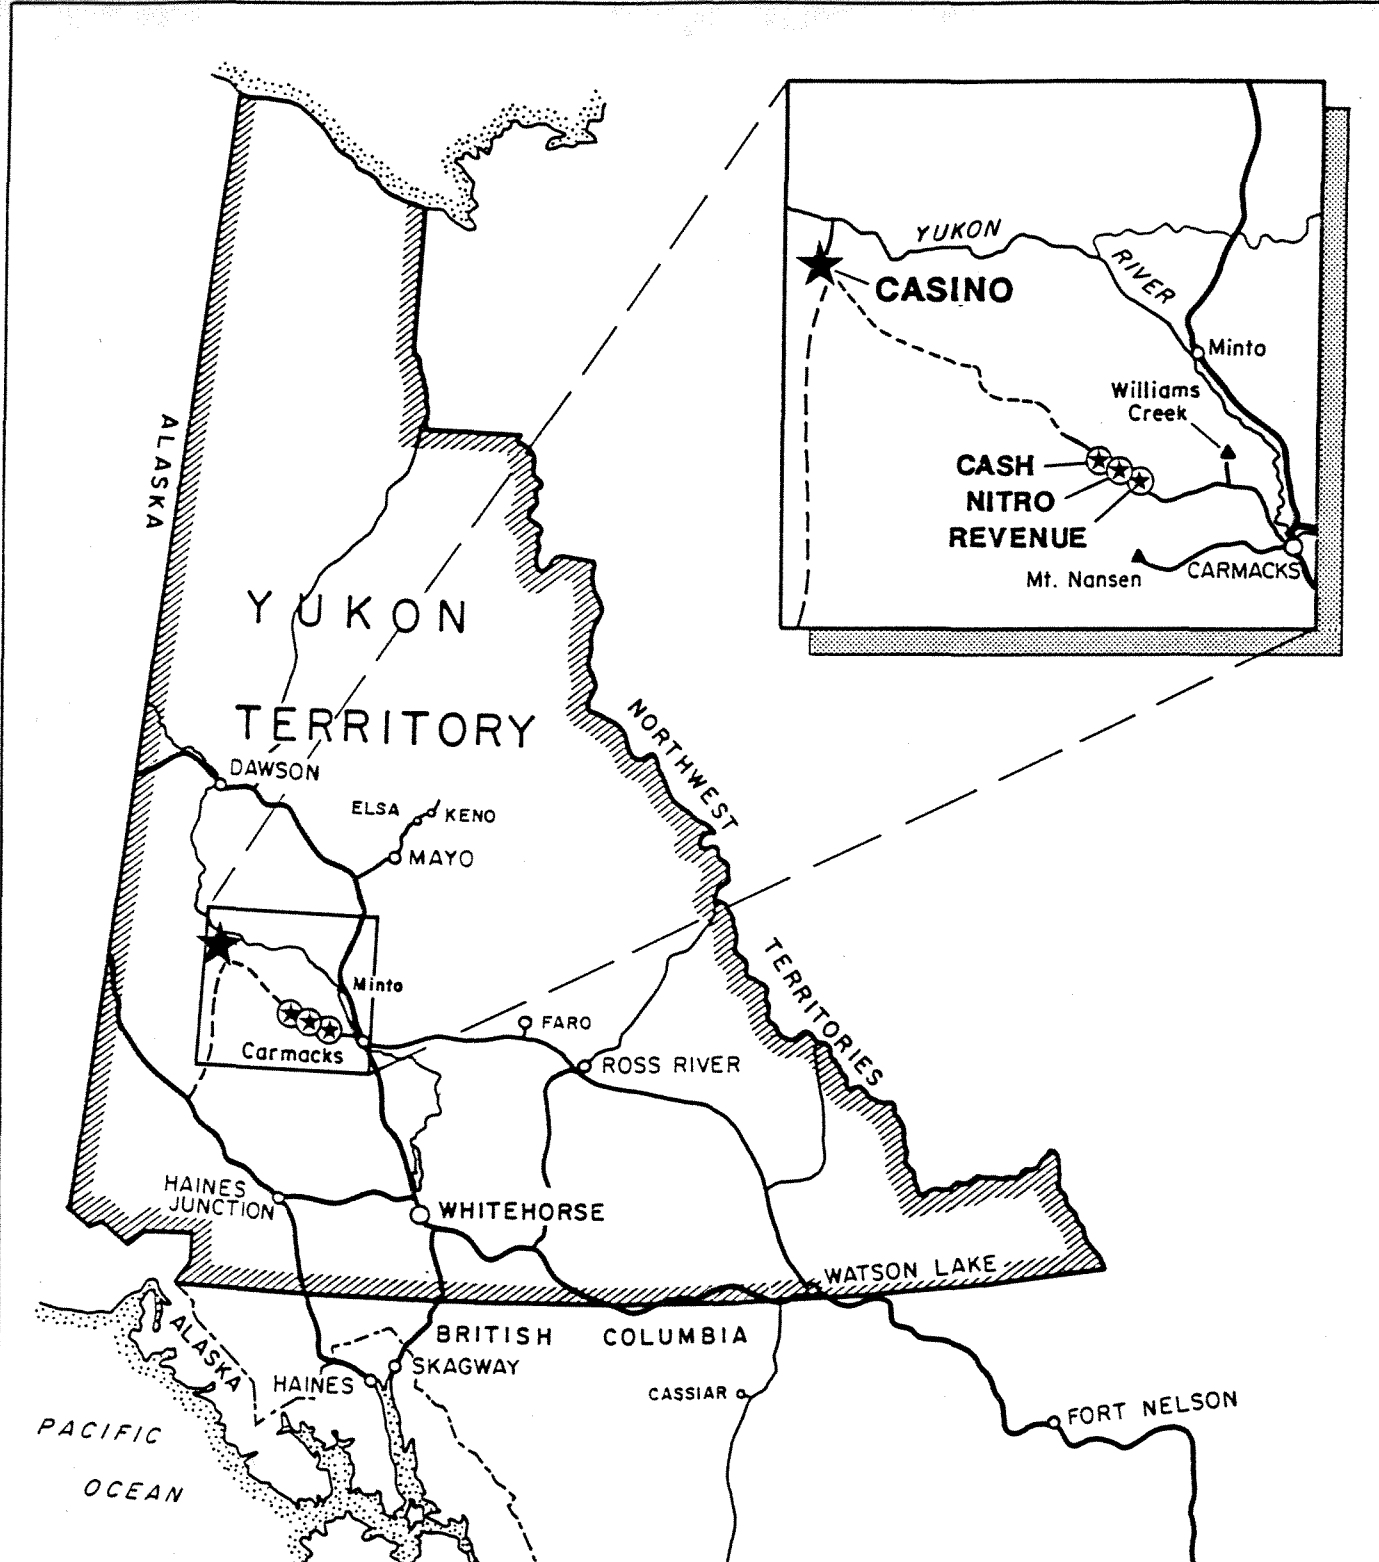 YUKON
RIVER
CASINO
Minto
Williams
Creek
CASH
NITRO
REVENUE
Mt. Nansen
CARMACKS
ALASKA
YUKON
TERRITORY
NORTHWEST
TERRITORIES
DAWSON
ELSA
KENO
MAYO
Minto
Carmacks
FARO
ROSS RIVER
HAINES
JUNCTION
WHITEHORSE
WATSON LAKE
BRITISH COLUMBIA
ALASKA
SKAGWAY
HAINES
CASSIAR
FORT NELSON
PACIFIC
OCEAN